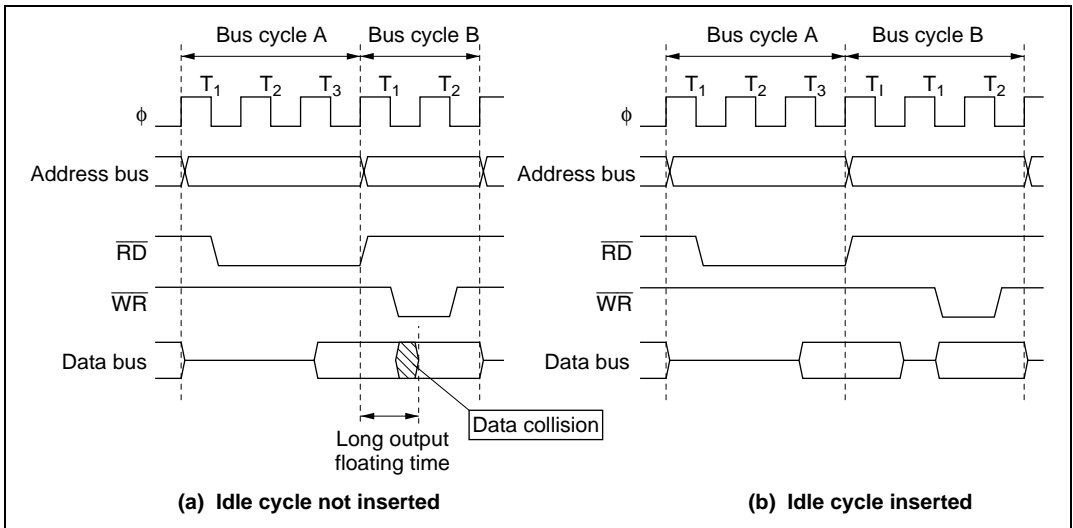 Bus cycle A Bus cycle B
T1 T2 T3 T1 T2
ϕ
Address bus
RD
WR
Data bus
Data collision
Long output
floating time
(a) Idle cycle not inserted
Bus cycle A Bus cycle B
T1 T2 T3 TI T1 T2
ϕ
Address bus
RD
WR
Data bus
(b) Idle cycle inserted